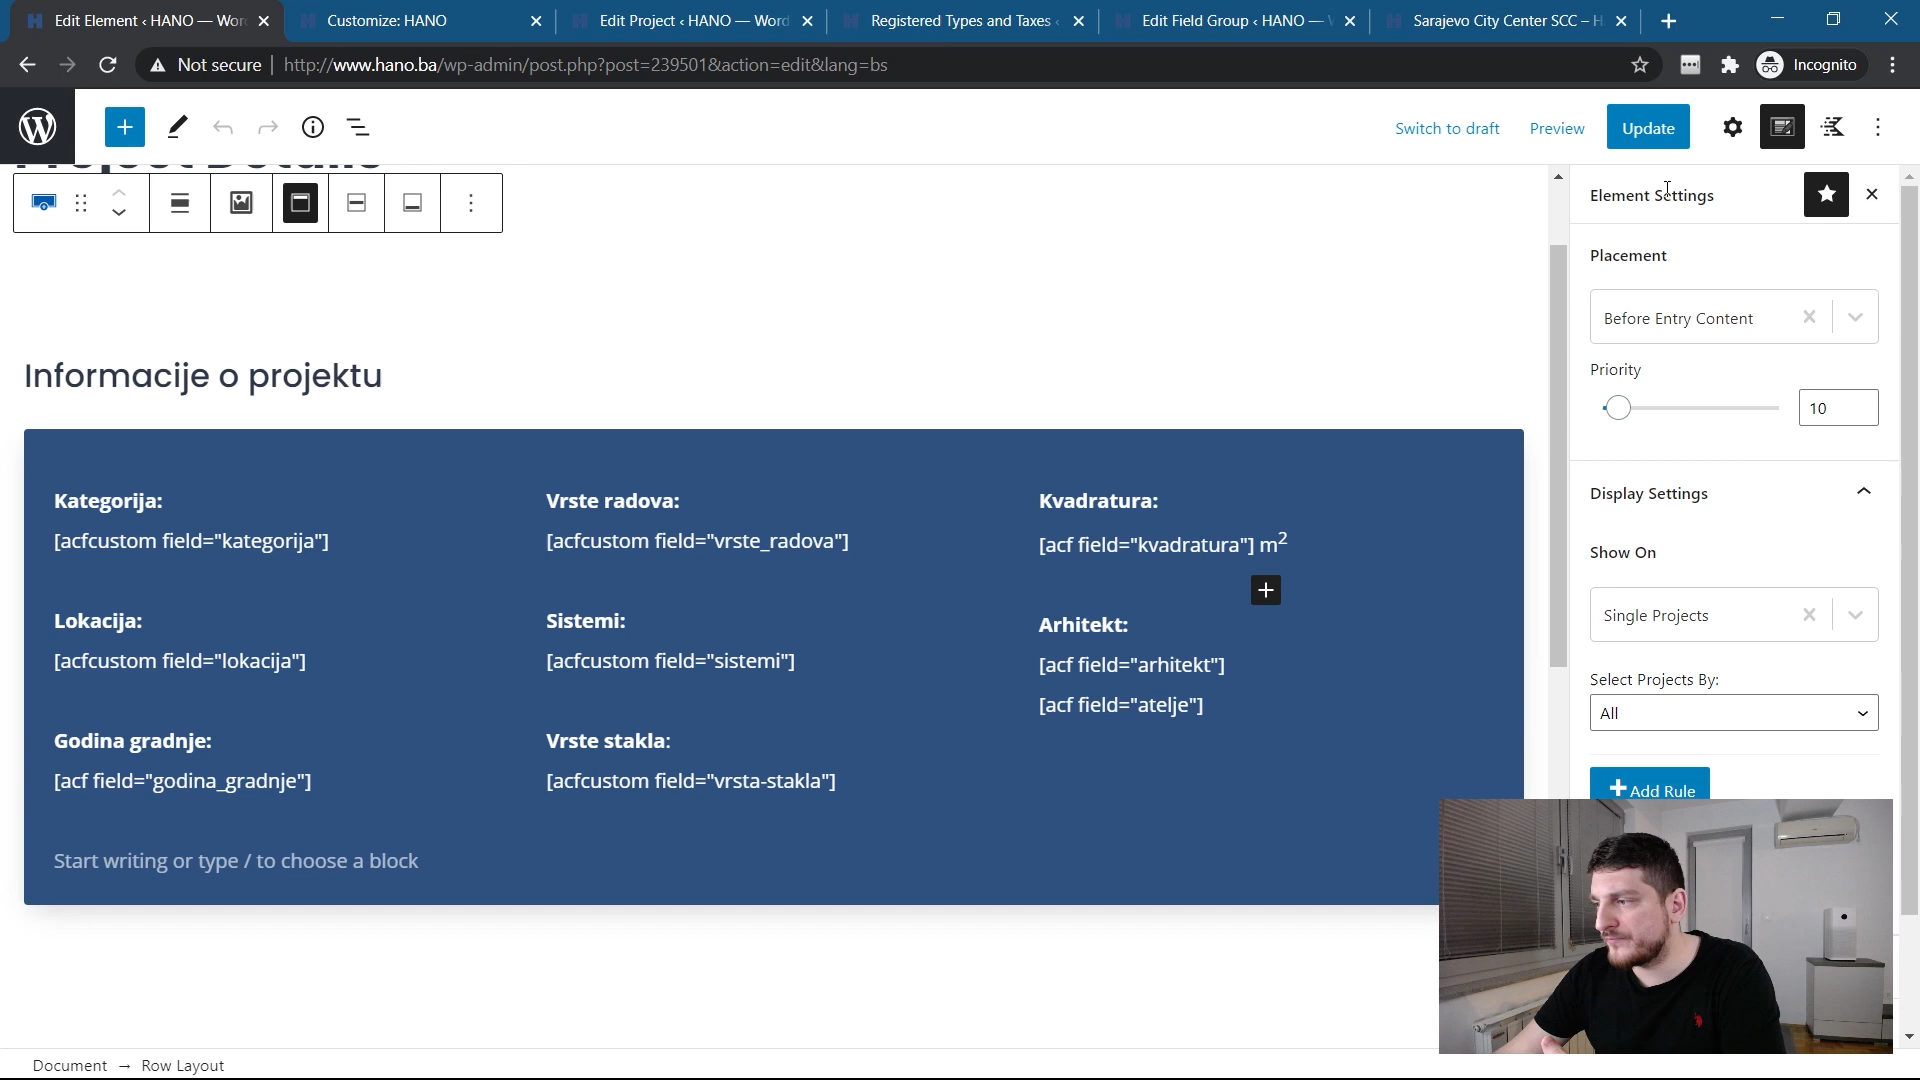 Edit Element ‹ HANO — Wor
Customize: HANO
Edit Project ‹ HANO — Word
Registered Types and Taxes ‹
Edit Field Group ‹ HANO —
Sarajevo City Center SCC – H
Not secure
http://www.hano.ba/wp-admin/post.php?post=239501&action=edit&lang=bs
Incognito
Switch to draft
Preview
Update
Project Details
Element Settings
Placement
Before Entry Content
Priority
10
Display Settings
Show On
Single Projects
Select Projects By:
All
Add Rule
Informacije o projektu
Kategorija:
[acfcustom field="kategorija"]
Lokacija:
[acfcustom field="lokacija"]
Godina gradnje:
[acf field="godina_gradnje"]
Vrste radova:
[acfcustom field="vrste_radova"]
Sistemi:
[acfcustom field="sistemi"]
Vrste stakla:
[acfcustom field="vrsta-stakla"]
Kvadratura:
[acf field="kvadratura"] m²
Arhitekt:
[acf field="arhitekt"]
[acf field="atelje"]
Start writing or type / to choose a block
Document → Row Layout